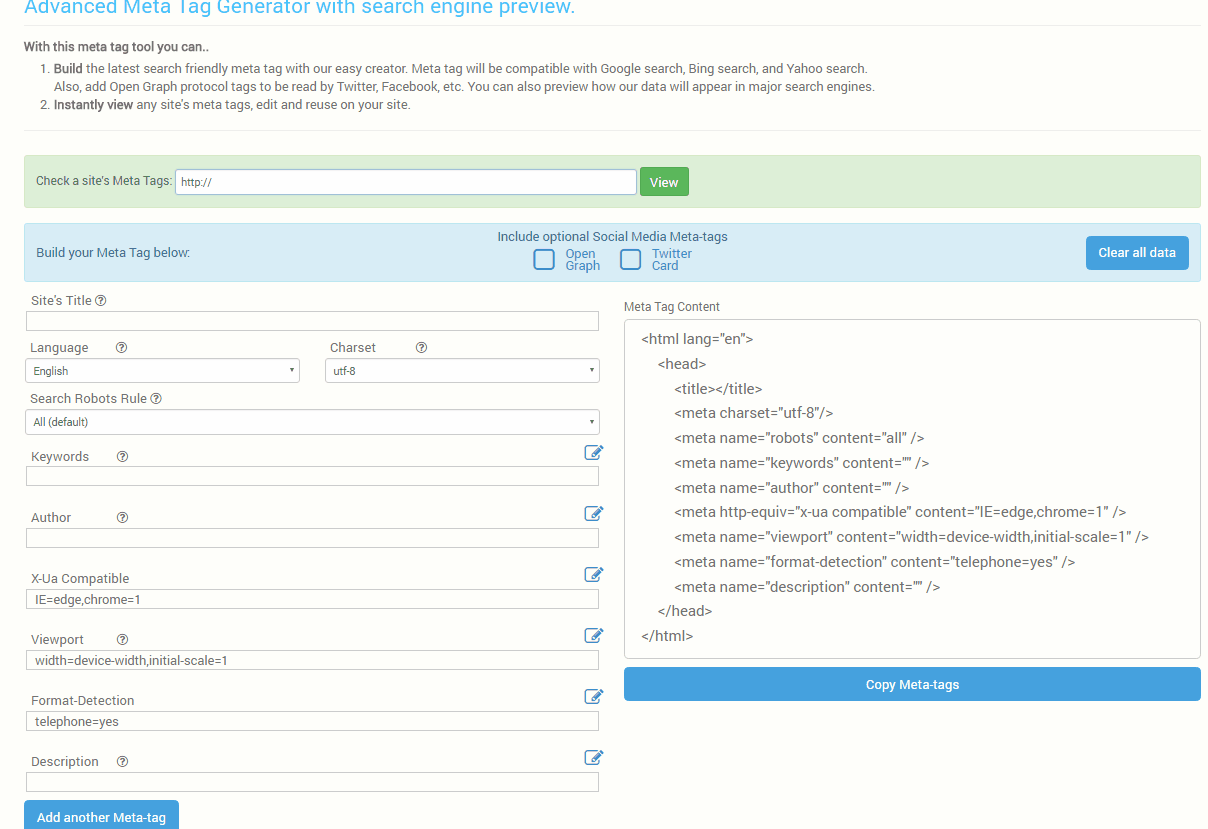 Advanced Meta Tag Generator with search engine preview.
With this meta tag tool you can..
1. Build the latest search friendly meta tag with our easy creator. Meta tag will be compatible with Google search, Bing search, and Yahoo search.
Also, add Open Graph protocol tags to be read by Twitter, Facebook, etc. You can also preview how our data will appear in major search engines.
2. Instantly view any site's meta tags, edit and reuse on your site.
Check a site's Meta Tags: http:// View
Build your Meta Tag below:
Include optional Social Media Meta-tags
Open
Graph
Twitter
Card
Clear all data
Site's Title ?
Language ?
English
Charset ?
utf-8
Search Robots Rule ?
All (default)
Keywords ?
Author ?
X-Ua Compatible
IE=edge,chrome=1
Viewport ?
width=device-width,initial-scale=1
Format-Detection
telephone=yes
Description ?
Add another Meta-tag
Meta Tag Content
<html lang="en">
<head>
<title></title>
<meta charset="utf-8"/>
<meta name="robots" content="all" />
<meta name="keywords" content="" />
<meta name="author" content="" />
<meta http-equiv="x-ua compatible" content="IE=edge,chrome=1" />
<meta name="viewport" content="width=device-width,initial-scale=1" />
<meta name="format-detection" content="telephone=yes" />
<meta name="description" content="" />
</head>
</html>
Copy Meta-tags